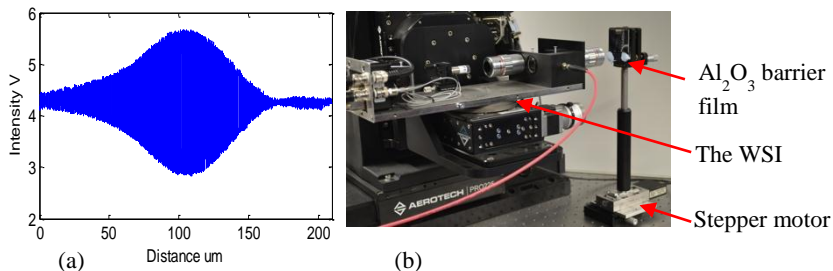 6
5
4
3
2
0
50
100
150
200
Intensity V
Distance um
(a)
AEROTECH PRO225
Al₂O₃ barrier
film
The WSI
Stepper motor
(b)